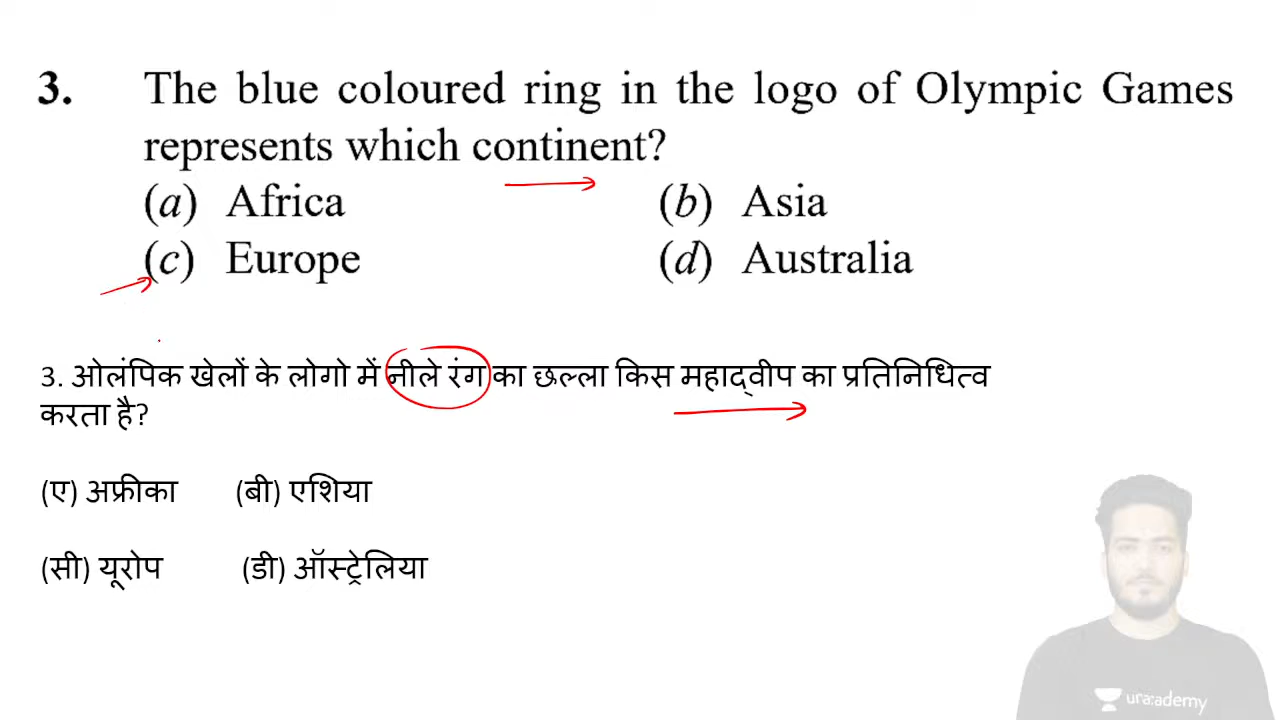 3. The blue coloured ring in the logo of Olympic Games
represents which continent?
(a) Africa (b) Asia
(c) Europe (d) Australia
3. ओलंपिक खेलों के लोगो में नीले रंग का छल्ला किस महाद्वीप का प्रतिनिधित्व
करता है?
(ए) अफ्रीका (बी) एशिया
(सी) यूरोप (डी) ऑस्ट्रेलिया